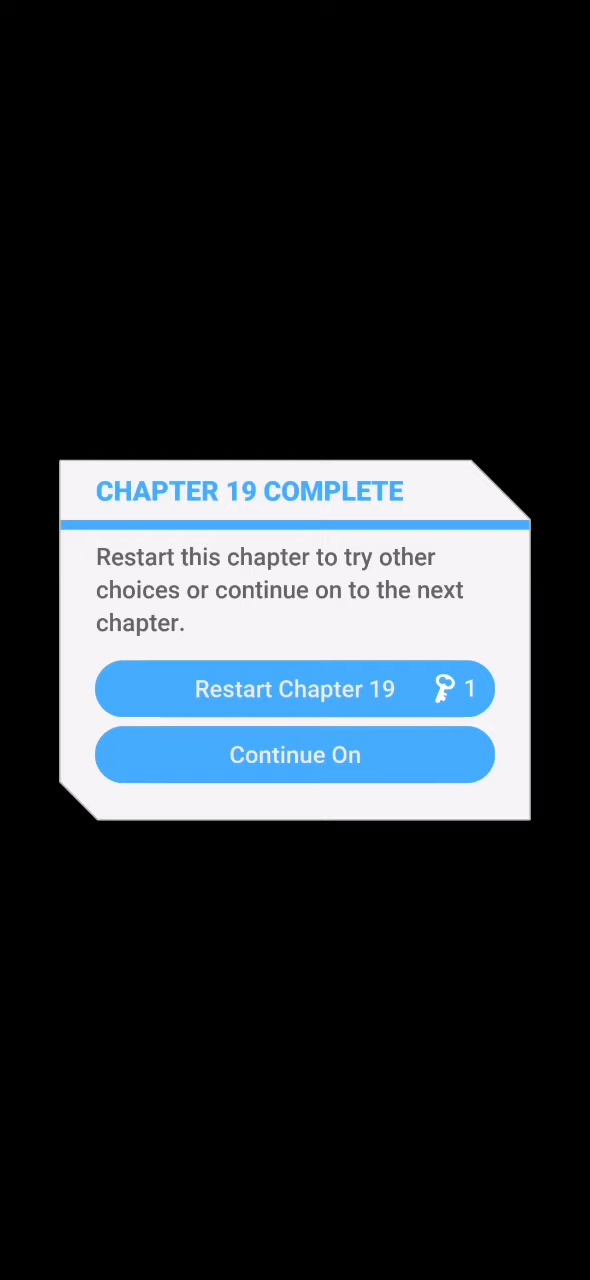 CHAPTER 19 COMPLETE
Restart this chapter to try other
choices or continue on to the next
chapter.
Restart Chapter 19 1
Continue On